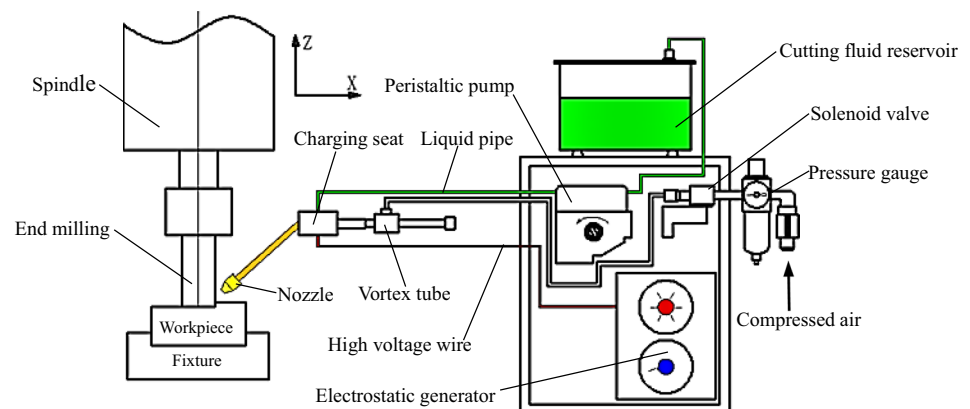 Z
X
Spindle
Charging seat
Liquid pipe
Peristaltic pump
Cutting fluid reservoir
Solenoid valve
Pressure gauge
End milling
Nozzle
Vortex tube
Workpiece
Fixture
High voltage wire
Compressed air
Electrostatic generator